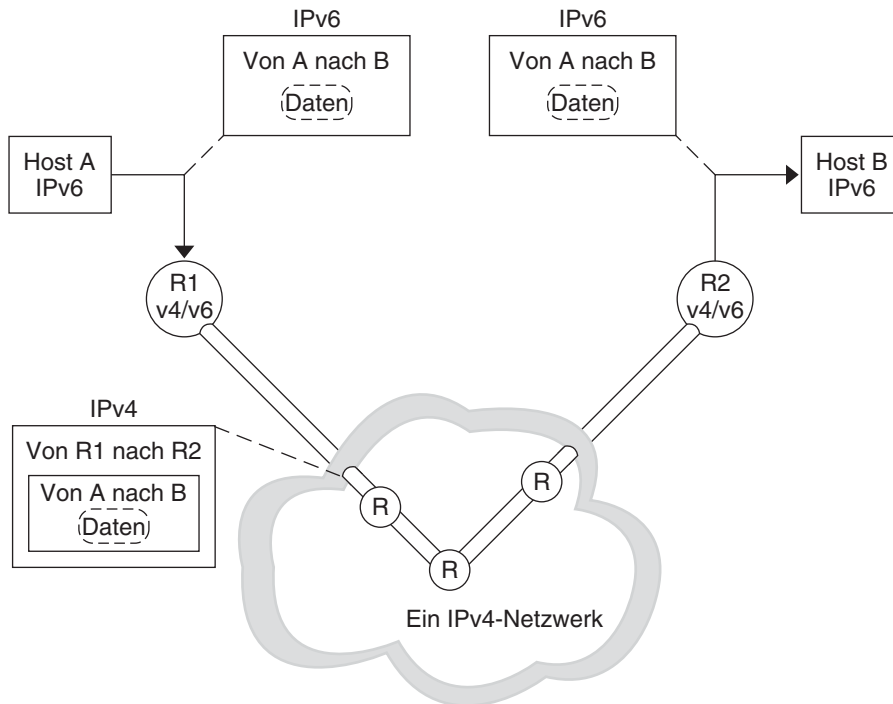 IPv6
Von A nach B
Daten
IPv6
Von A nach B
Daten
Host A
IPv6
Host B
IPv6
R1
v4/v6
R2
v4/v6
IPv4
Von R1 nach R2
Von A nach B
Daten
R
R
R
Ein IPv4-Netzwerk